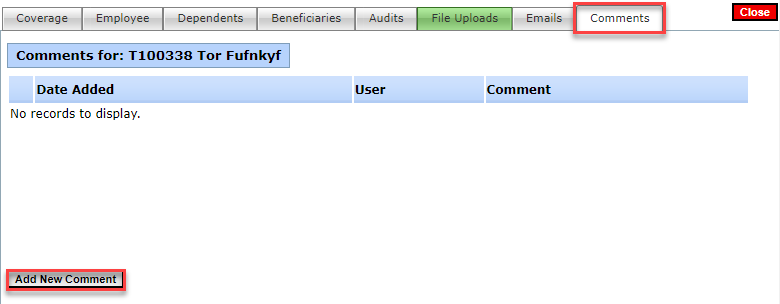 Coverage Employee Dependents Beneficiaries Audits File Uploads Emails Comments Close
Comments for: T100338 Tor Fufnkyf
Date Added User Comment
No records to display.
Add New Comment